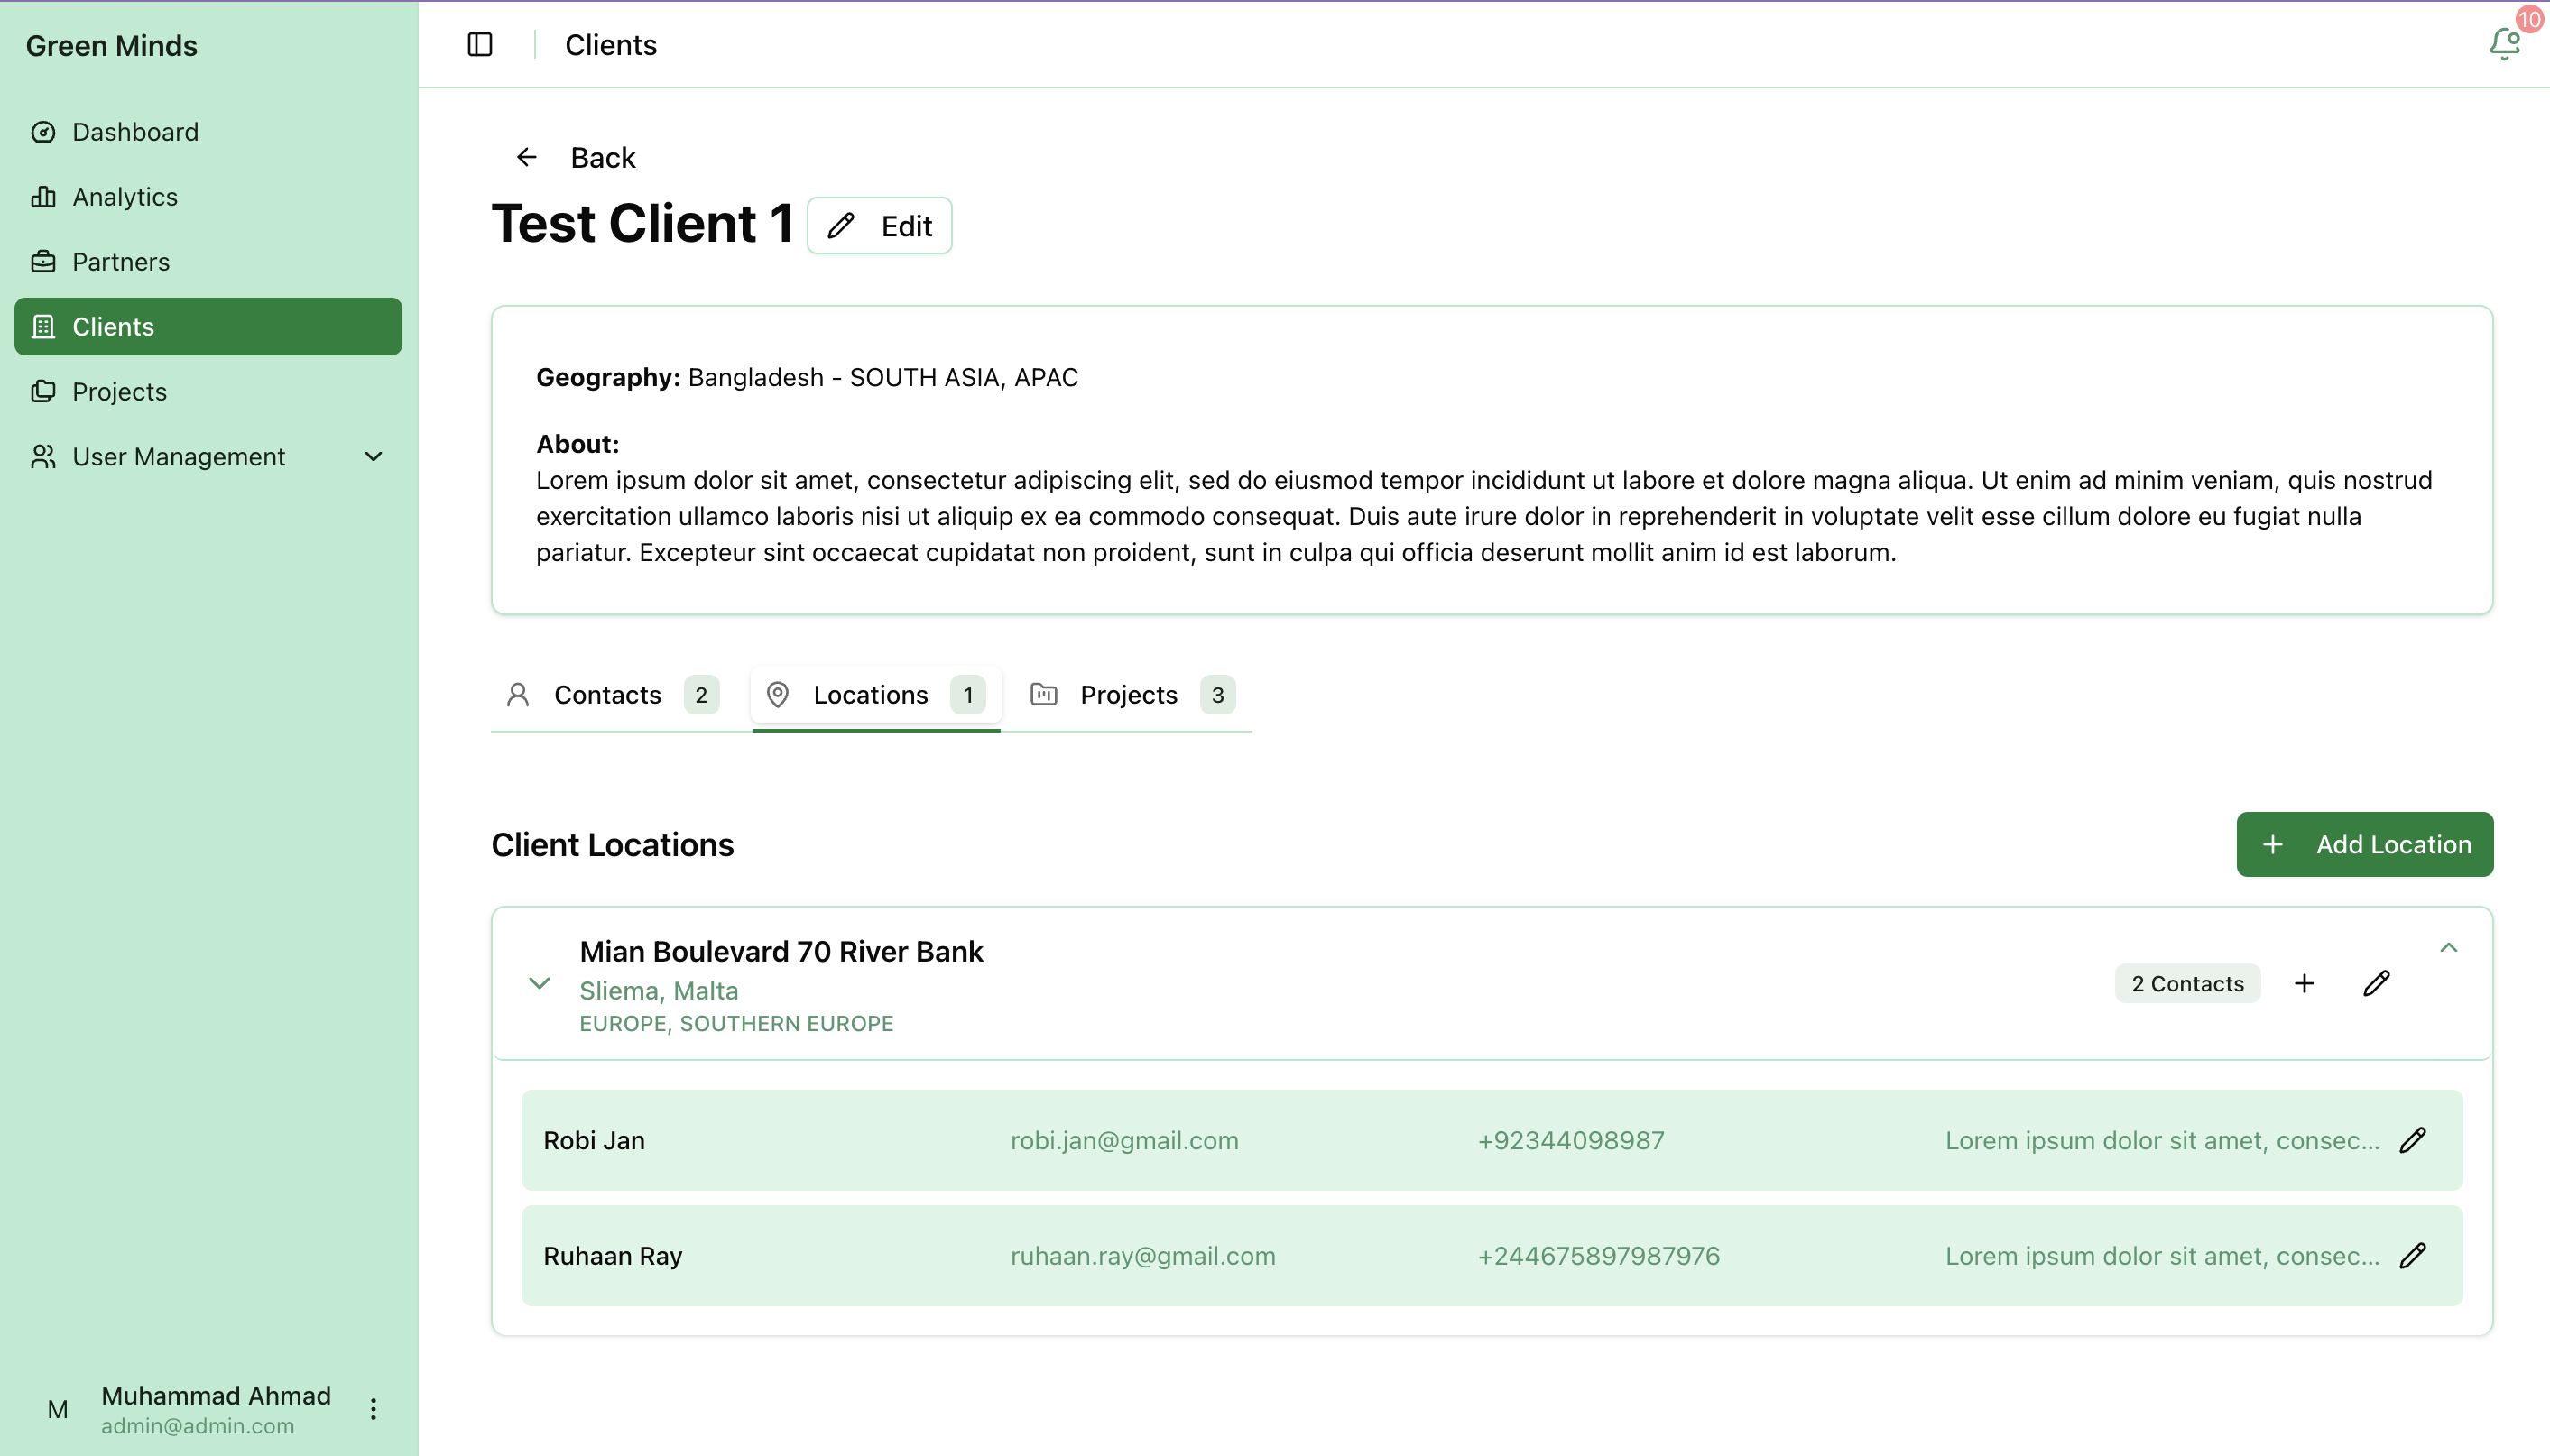 Green Minds
Dashboard
Analytics
Partners
Clients
Projects
User Management
Muhammad Ahmad
M
admin@admin.com
Clients
10
Back
Test Client 1
Edit
Geography: Bangladesh - SOUTH ASIA, APAC
About:
Lorem ipsum dolor sit amet, consectetur adipiscing elit, sed do eiusmod tempor incididunt ut labore et dolore magna aliqua. Ut enim ad minim veniam, quis nostrud
exercitation ullamco laboris nisi ut aliquip ex ea commodo consequat. Duis aute irure dolor in reprehenderit in voluptate velit esse cillum dolore eu fugiat nulla
pariatur. Excepteur sint occaecat cupidatat non proident, sunt in culpa qui officia deserunt mollit anim id est laborum.
Contacts 2 Locations 1 Projects 3
Client Locations
+ Add Location
Mian Boulevard 70 River Bank
Sliema, Malta
EUROPE, SOUTHERN EUROPE
2 Contacts
Robi Jan robi.jan@gmail.com +92344098987 Lorem ipsum dolor sit amet, consec...
Ruhaan Ray ruhaan.ray@gmail.com +244675897987976 Lorem ipsum dolor sit amet, consec...